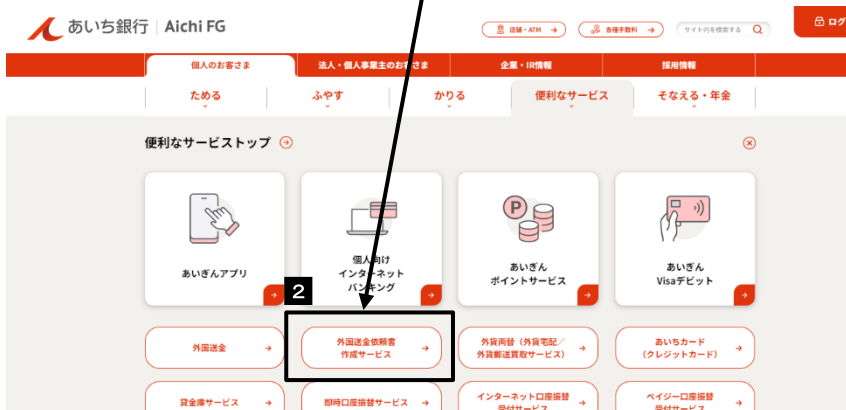 あいち銀行 | Aichi FG
店舗・ATM
各種手数料
サイト内を検索する
ログ
個人のお客さま
法人・個人事業主のお客さま
企業・IR情報
採用情報
ためる
ふやす
かりる
便利なサービス
そなえる・年金
便利なサービストップ
あいぎんアプリ
個人向け
インターネット
バンキング
あいぎん
ポイントサービス
あいぎん
Visaデビット
2
外国送金
外国送金依頼書
作成サービス
外貨両替（外貨宅配／
外貨郵送買取サービス）
あいちカード
（クレジットカード）
貸金庫サービス
即時口座振替サービス
インターネット口座振替
受付サービス
ペイジー口座振替
受付サービス